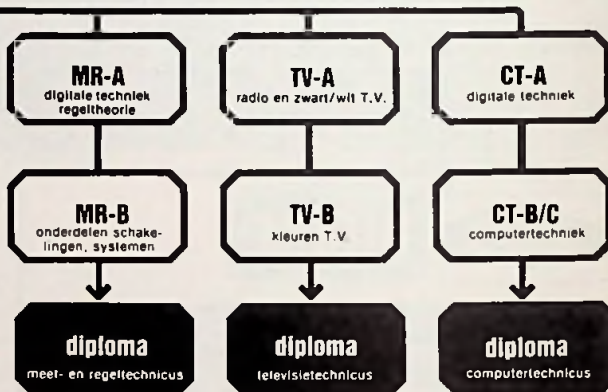 MR-A
digitale techniek
regeltheorie
MR-B
onderdelen schake-
lingen, systemen
diploma
meet- en regeltechnicus
TV-A
radio en zwart/wit T.V.
TV-B
kleuren T.V.
diploma
televisietechnicus
CT-A
digitale techniek
CT-B/C
computertechniek
diploma
computertechnicus